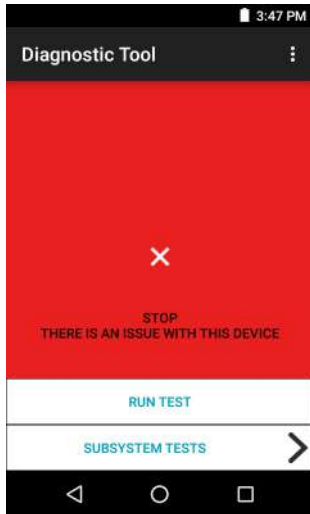 3:47 PM
Diagnostic Tool
STOP
THERE IS AN ISSUE WITH THIS DEVICE
RUN TEST
SUBSYSTEM TESTS